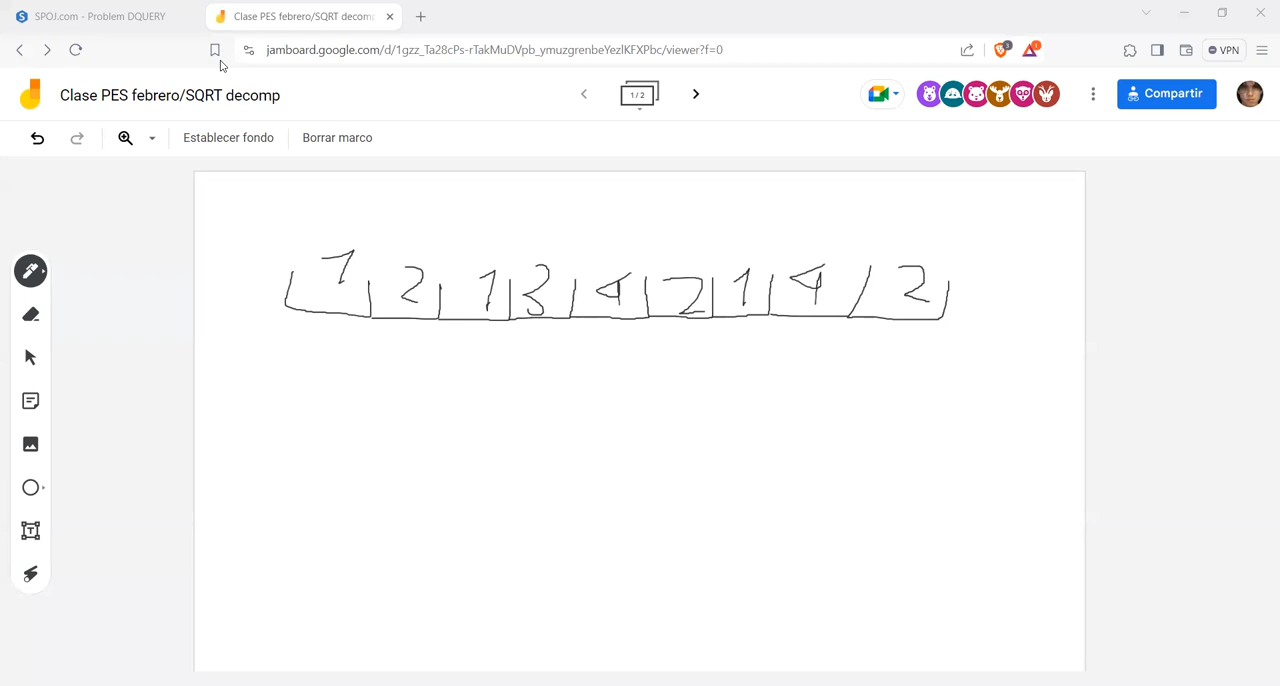 SPOJ.com - Problem DQUERY
Clase PES febrero/SQRT decomp
jamboard.google.com/d/1gzz_Ta28cPs-rTakMuDVpb_ymuzgrenbeYezlKFXPbc/viewer?f=0
3
1
VPN
Clase PES febrero/SQRT decomp
1 / 2
Compartir
Establecer fondo
Borrar marco
1 2 1 3 4 2 1 4 2